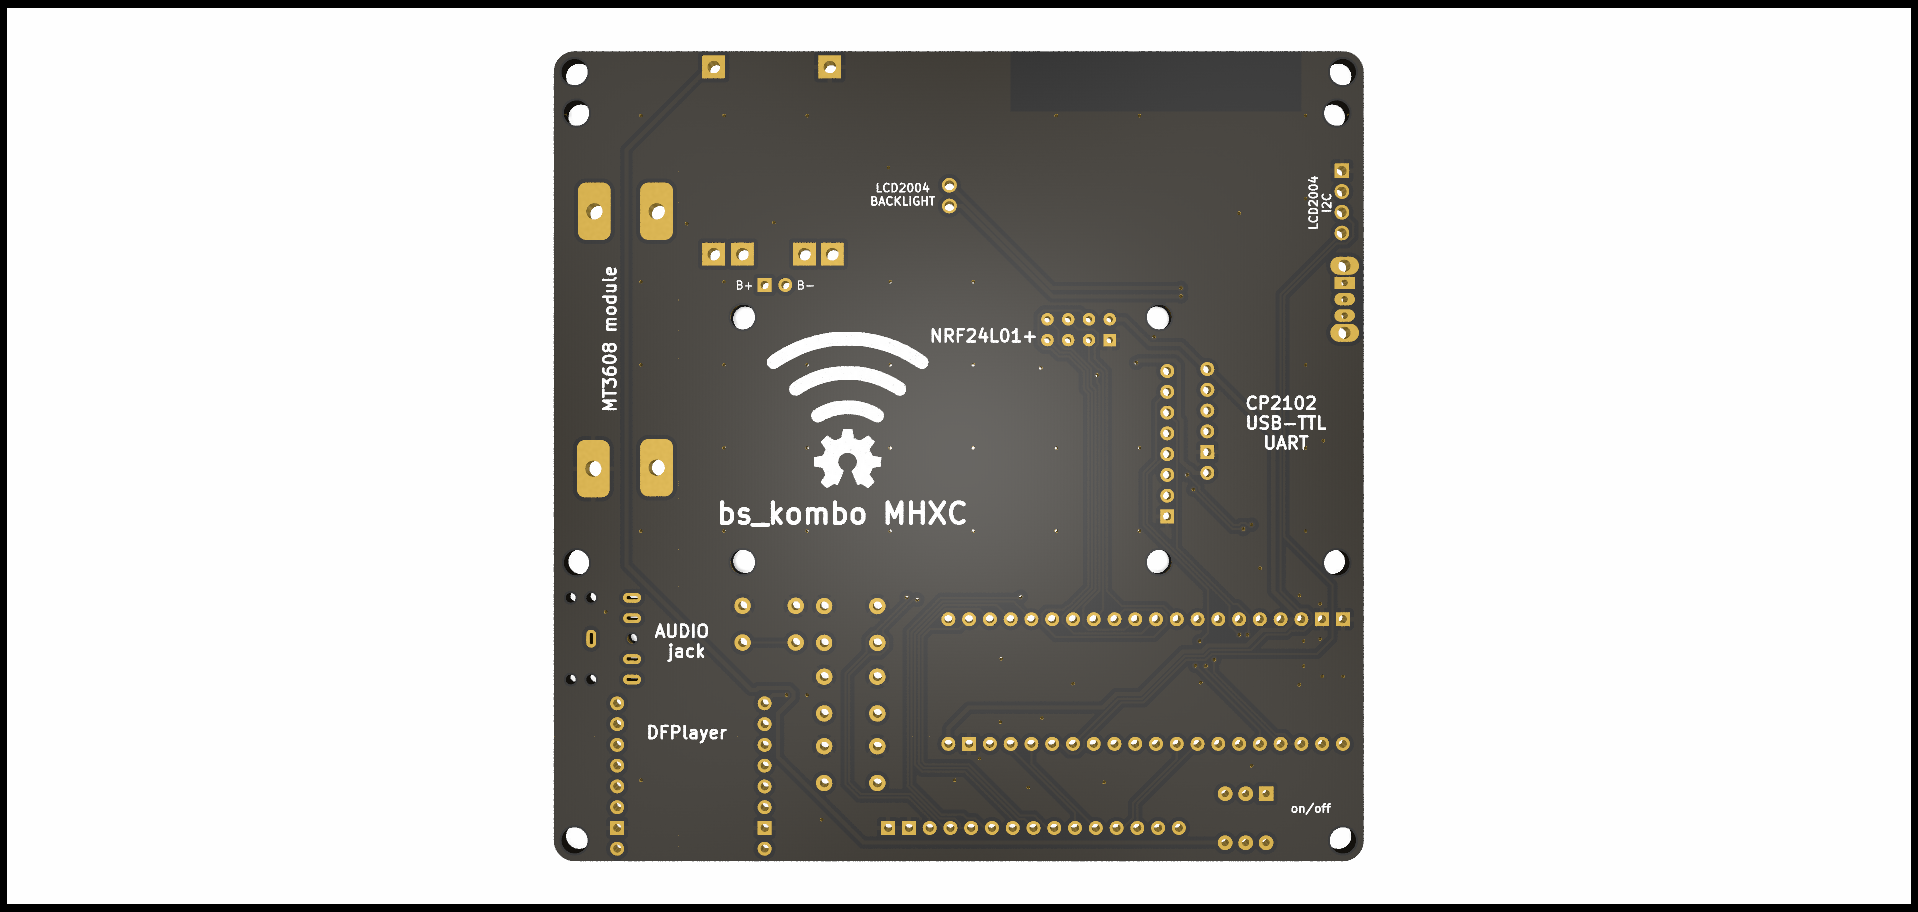 LCD2004
BACKLIGHT
LCD2004
I2C
B+
B-
MT3608 module
NRF24L01+
CP2102
USB-TTL
UART
bs_kombo MHXC
AUDIO
jack
DFPlayer
on/off